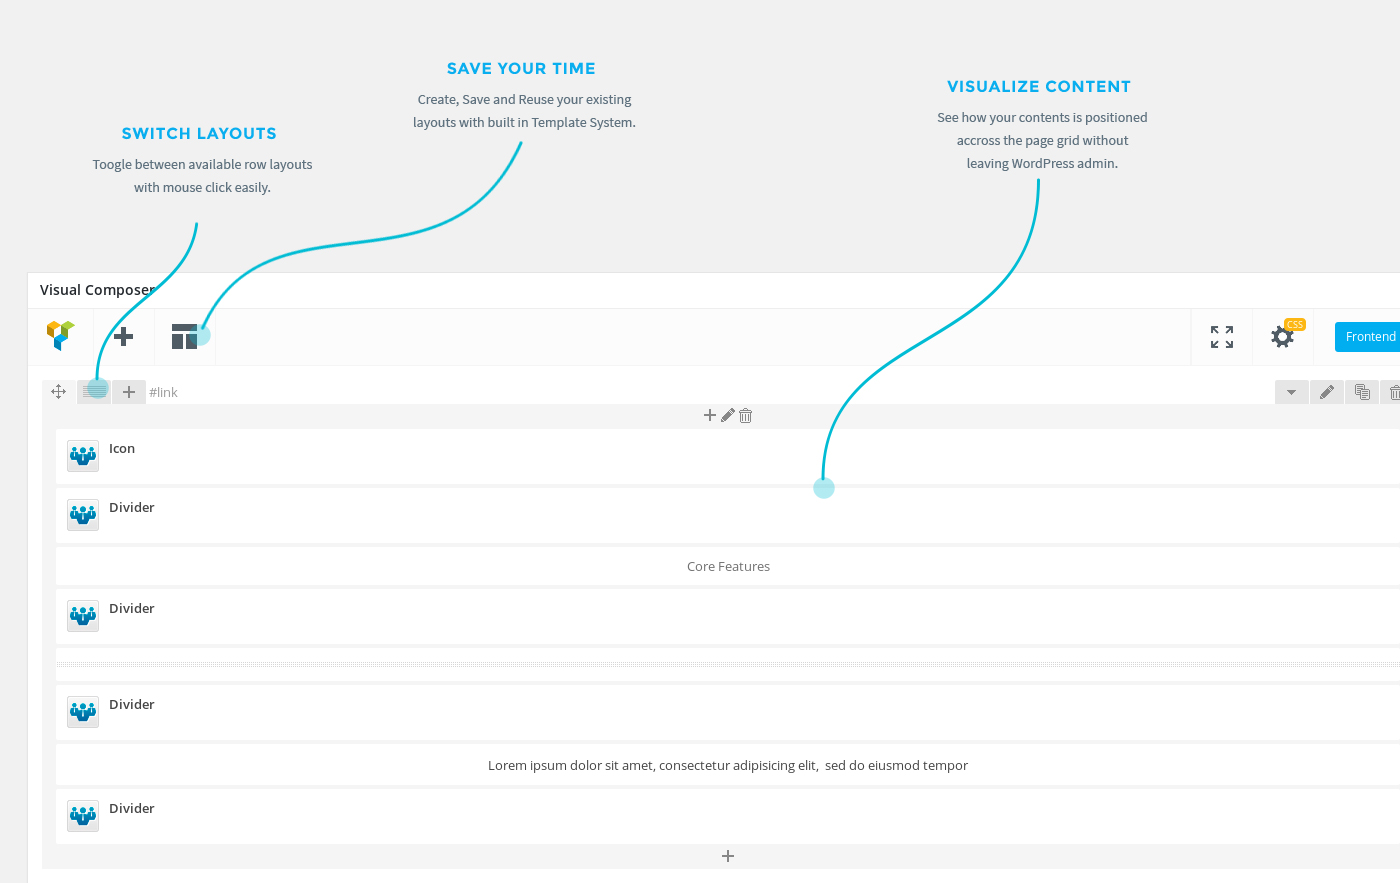 SAVE YOUR TIME
Create, Save and Reuse your existing
layouts with built in Template System.
VISUALIZE CONTENT
See how your contents is positioned
accross the page grid without
leaving WordPress admin.
SWITCH LAYOUTS
Toogle between available row layouts
with mouse click easily.
Visual Composer
CSS
Frontend
#link
Icon
Divider
Core Features
Divider
Divider
Lorem ipsum dolor sit amet, consectetur adipisicing elit,  sed do eiusmod tempor
Divider